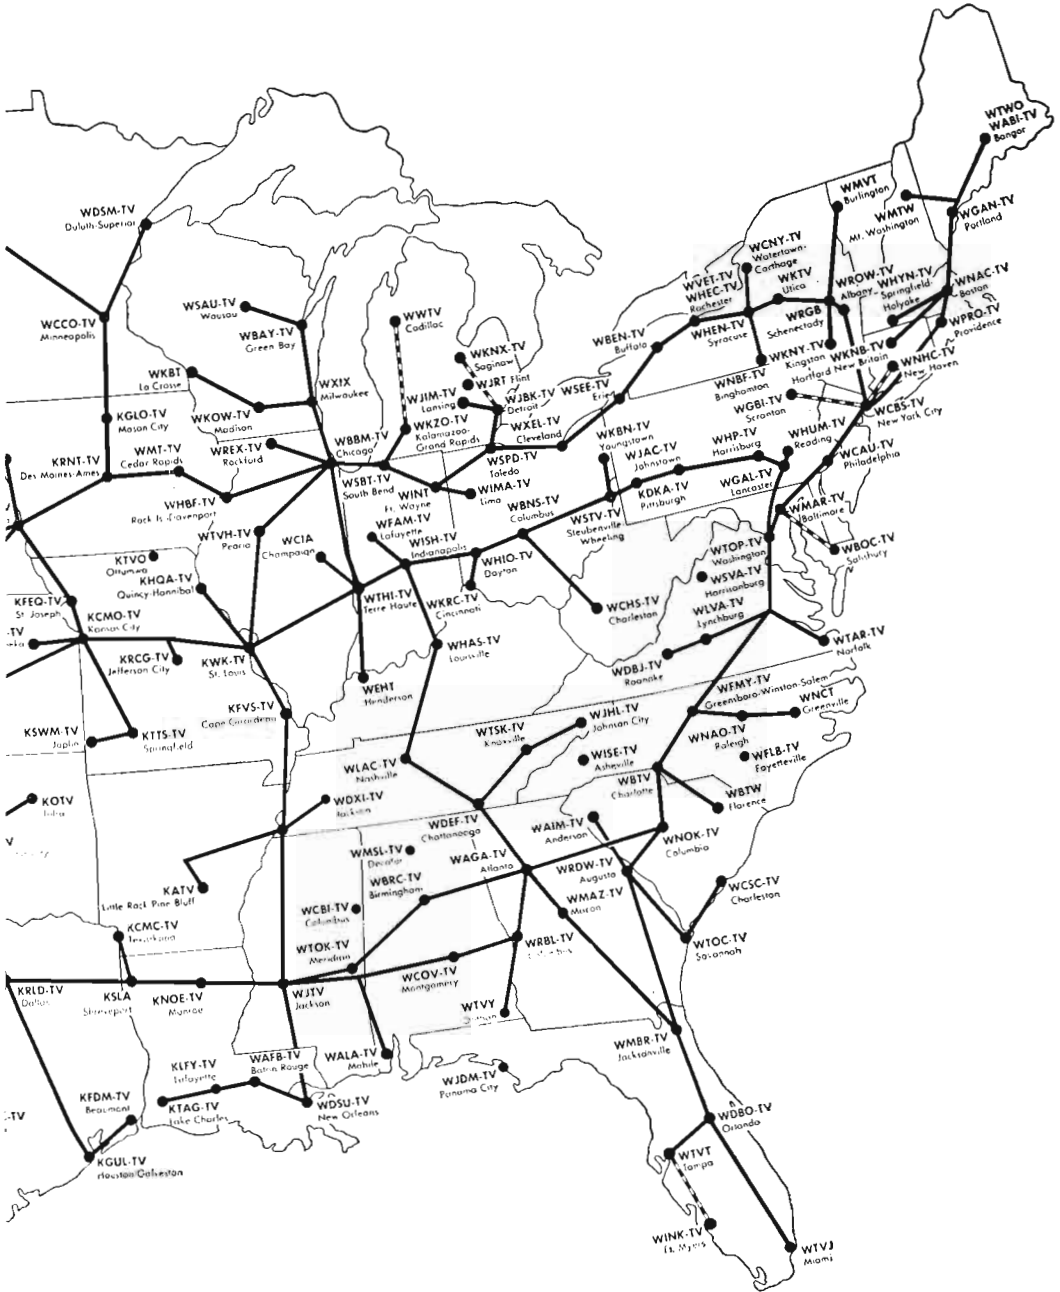 WTWO
WABI-TV
Bangor
WMVT
Burlington
WMTW
Mt. Washington
WGAN-TV
Portland
WDSM-TV
Duluth-Superior
WCNY-TV
Watertown-
Carthage
WKTV
Utica
WVET-TV
WHEC-TV
Rochester
WROW-TV
Albany
WHYN-TV
Springfield-
Holyoke
WNAC-TV
Boston
WPRO-TV
Providence
WRGB
Schenectady
WHEN-TV
Syracuse
WBEN-TV
Buffalo
WKNY-TV
Kingston
WKNB-TV
Hartford New Britain
WNHC-TV
New Haven
WNBF-TV
Binghamton
WGBI-TV
Scranton
WCBS-TV
New York City
WSAU-TV
Wausau
WBAY-TV
Green Bay
WWTV
Cadillac
WCCO-TV
Minneapolis
WKNX-TV
Saginaw
WJRT Flint
WKBT
La Crosse
WXIX
Milwaukee
WJIM-TV
Lansing
WJBK-TV
Detroit
WSEE-TV
Erie
WKOW-TV
Madison
KGLO-TV
Mason City
WKZO-TV
Kalamazoo-
Grand Rapids
WXEL-TV
Cleveland
WKBN-TV
Youngstown
WHP-TV
Harrisburg
WHUM-TV
Reading
WCAU-TV
Philadelphia
WREX-TV
Rockford
WBBM-TV
Chicago
WMT-TV
Cedar Rapids
KRNT-TV
Des Moines-Ames
WSPD-TV
Toledo
WJAC-TV
Johnstown
WGAL-TV
Lancaster
WSBT-TV
South Bend
WINT
Ft. Wayne
WIMA-TV
Lima
KDKA-TV
Pittsburgh
WHBF-TV
Rock Is.-Davenport
WBNS-TV
Columbus
WSTV-TV
Steubenville
Wheeling
WMAR-TV
Baltimore
WFAM-TV
Lafayette
WISH-TV
Indianapolis
WTVH-TV
Peoria
WCIA
Champaign
WTOP-TV
Washington
WBOC-TV
Salisbury
KTVO
Ottumwa
WHIO-TV
Dayton
WSVA-TV
Harrisonburg
KHQA-TV
Quincy-Hannibal
WTHI-TV
Terre Haute
WKRC-TV
Cincinnati
WCHS-TV
Charleston
WLVA-TV
Lynchburg
KFEQ-TV
St. Joseph
KCMO-TV
Kansas City
-TV
WHAS-TV
Louisville
WTAR-TV
Norfolk
WDBJ-TV
Roanoke
KRCG-TV
Jefferson City
KWK-TV
St. Louis
WEHT
Henderson
WFMY-TV
Greensboro-Winston-Salem
WNCT
Greenville
KFVS-TV
Cape Girardeau
WJHL-TV
Johnson City
WTSK-TV
Knoxville
WNAO-TV
Raleigh
KSWM-TV
Joplin
KTTS-TV
Springfield
WISE-TV
Asheville
WFLB-TV
Fayetteville
WLAC-TV
Nashville
WBTV
Charlotte
WBTW
Florence
KOTV
Tulsa
WDXI-TV
Jackson
WDEF-TV
Chattanooga
WAIM-TV
Anderson
WNOK-TV
Columbia
WMSL-TV
Decatur
WAGA-TV
Atlanta
WRDW-TV
Augusta
WBRC-TV
Birmingham
WCSC-TV
Charleston
KATV
Little Rock Pine Bluff
WCBI-TV
Columbus
WMAZ-TV
Macon
KCMC-TV
Texarkana
WTOK-TV
Meridian
WRBL-TV
Columbus
WTOC-TV
Savannah
WCOV-TV
Montgomery
KRLD-TV
Dallas
KSLA
Shreveport
KNOE-TV
Monroe
WJTV
Jackson
WTVY
Dothan
WMBR-TV
Jacksonville
KLFY-TV
Lafayette
WAFB-TV
Baton Rouge
WALA-TV
Mobile
WJDM-TV
Panama City
KFDM-TV
Beaumont
KTAG-TV
Lake Charles
WDSU-TV
New Orleans
WDBO-TV
Orlando
C-TV
WTVT
Tampa
KGUL-TV
Houston/Galveston
WINK-TV
Ft. Myers
WTVJ
Miami